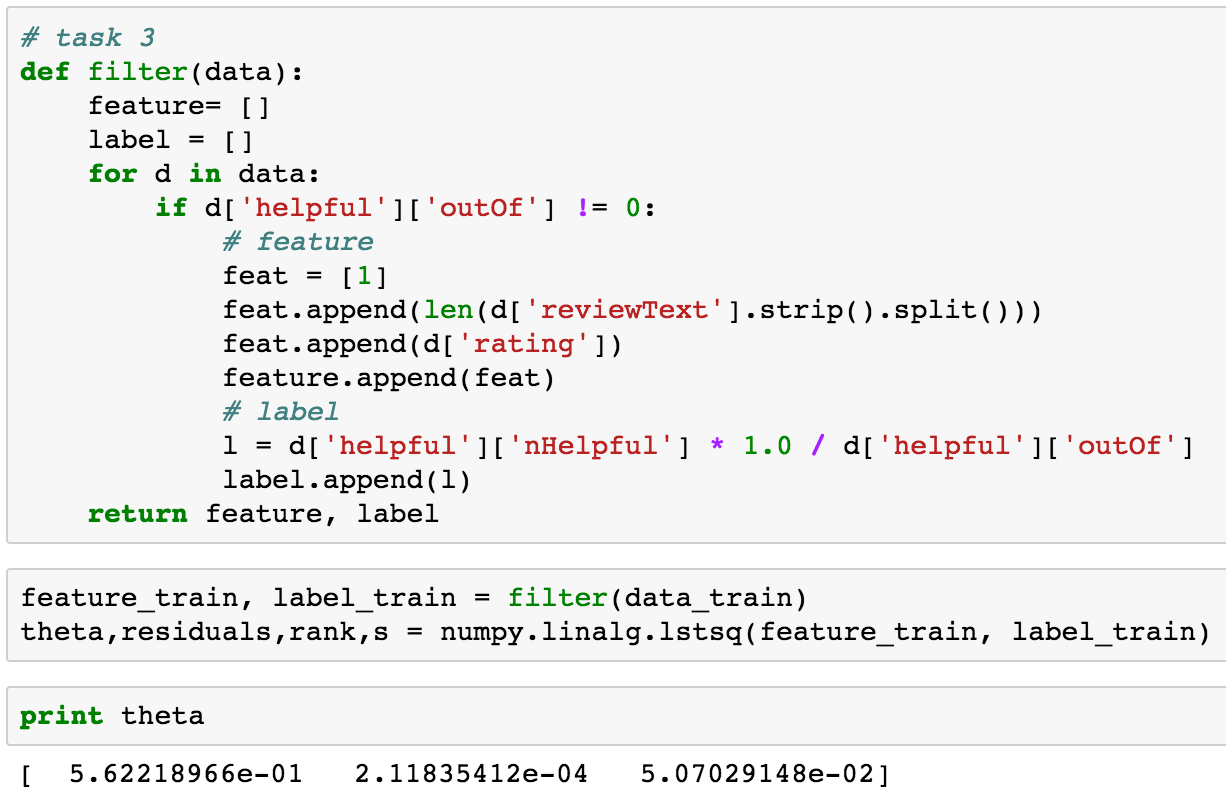 # task 3
def filter(data):
    feature= []
    label = []
    for d in data:
        if d['helpful']['outOf'] != 0:
            # feature
            feat = [1]
            feat.append(len(d['reviewText'].strip().split()))
            feat.append(d['rating'])
            feature.append(feat)
            # label
            l = d['helpful']['nHelpful'] * 1.0 / d['helpful']['outOf']
            label.append(l)
    return feature, label
feature_train, label_train = filter(data_train)
theta,residuals,rank,s = numpy.linalg.lstsq(feature_train, label_train)
print theta
[  5.62218966e-01   2.11835412e-04   5.07029148e-02]